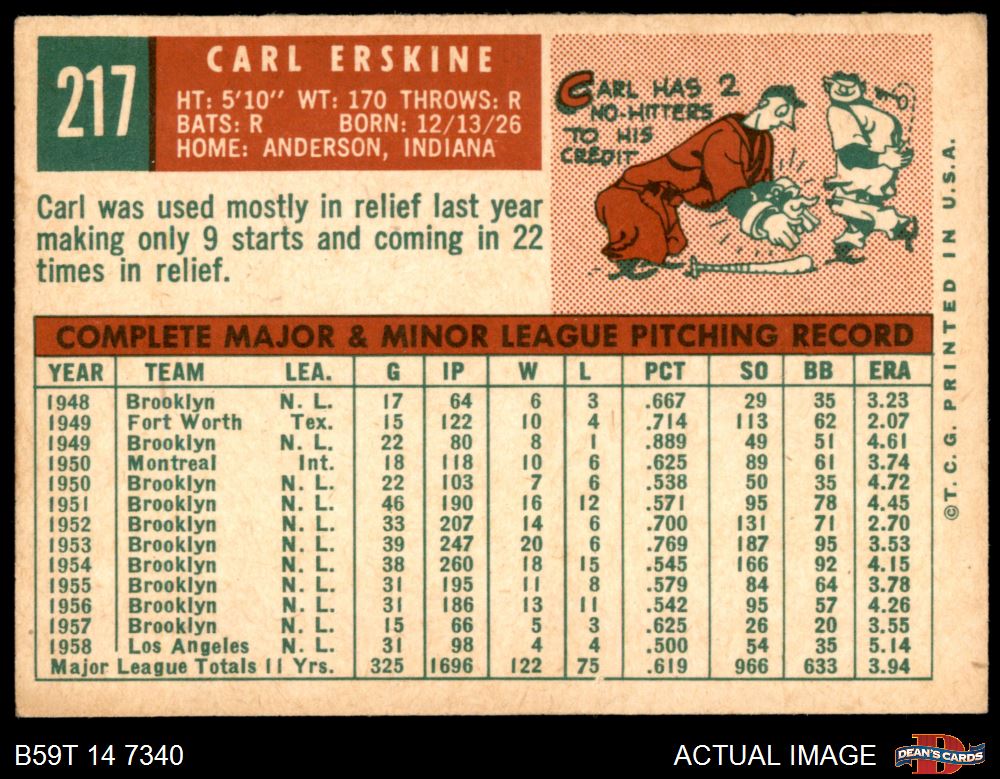 217
CARL ERSKINE
HT: 5'10" WT: 170 THROWS: R
BATS: R BORN: 12/13/26
HOME: ANDERSON, INDIANA
CARL HAS 2
NO-HITTERS
TO HIS
CREDIT
Carl was used mostly in relief last year
making only 9 starts and coming in 22
times in relief.
COMPLETE MAJOR & MINOR LEAGUE PITCHING RECORD
YEAR TEAM LEA. G IP W L PCT SO BB ERA
1948 Brooklyn N. L. 17 64 6 3 .667 29 35 3.23
1949 Fort Worth Tex. 15 122 10 4 .714 113 62 2.07
1949 Brooklyn N. L. 22 80 8 1 .889 49 51 4.61
1950 Montreal Int. 18 118 10 6 .625 89 61 3.74
1950 Brooklyn N. L. 22 103 7 6 .538 50 35 4.72
1951 Brooklyn N. L. 46 190 16 12 .571 95 78 4.45
1952 Brooklyn N. L. 33 207 14 6 .700 131 71 2.70
1953 Brooklyn N. L. 39 247 20 6 .769 187 95 3.53
1954 Brooklyn N. L. 38 260 18 15 .545 166 92 4.15
1955 Brooklyn N. L. 31 195 11 8 .579 84 64 3.78
1956 Brooklyn N. L. 31 186 13 11 .542 95 57 4.26
1957 Brooklyn N. L. 15 66 5 3 .625 26 20 3.55
1958 Los Angeles N. L. 31 98 4 4 .500 54 35 5.14
Major League Totals 11 Yrs. 325 1696 122 75 .619 966 633 3.94
©T. C. G. PRINTED IN U.S.A.
B59T 14 7340
ACTUAL IMAGE
DEAN'S CARDS